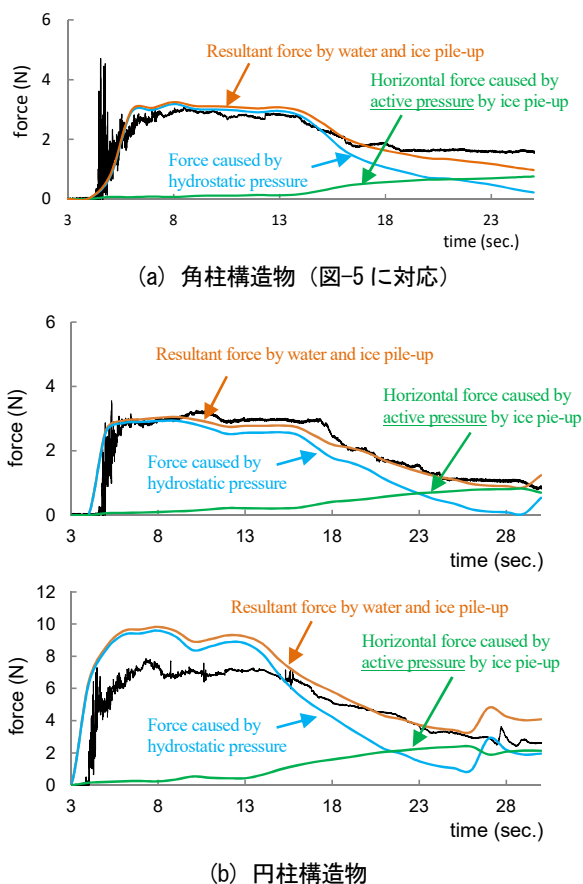 6
4
2
0
force (N)
Resultant force by water and ice pile-up
Horizontal force caused by
active pressure by ice pie-up
Force caused by
hydrostatic pressure
3
8
13
18
23
time (sec.)
(a) 角柱構造物（図-5 に対応）
6
4
2
0
force (N)
Resultant force by water and ice pile-up
Horizontal force caused by
active pressure by ice pie-up
Force caused by
hydrostatic pressure
3
8
13
18
23
28
time (sec.)
12
10
8
6
4
2
0
force (N)
Resultant force by water and ice pile-up
Horizontal force caused by
active pressure by ice pie-up
Force caused by
hydrostatic pressure
3
8
13
18
23
28
time (sec.)
(b) 円柱構造物